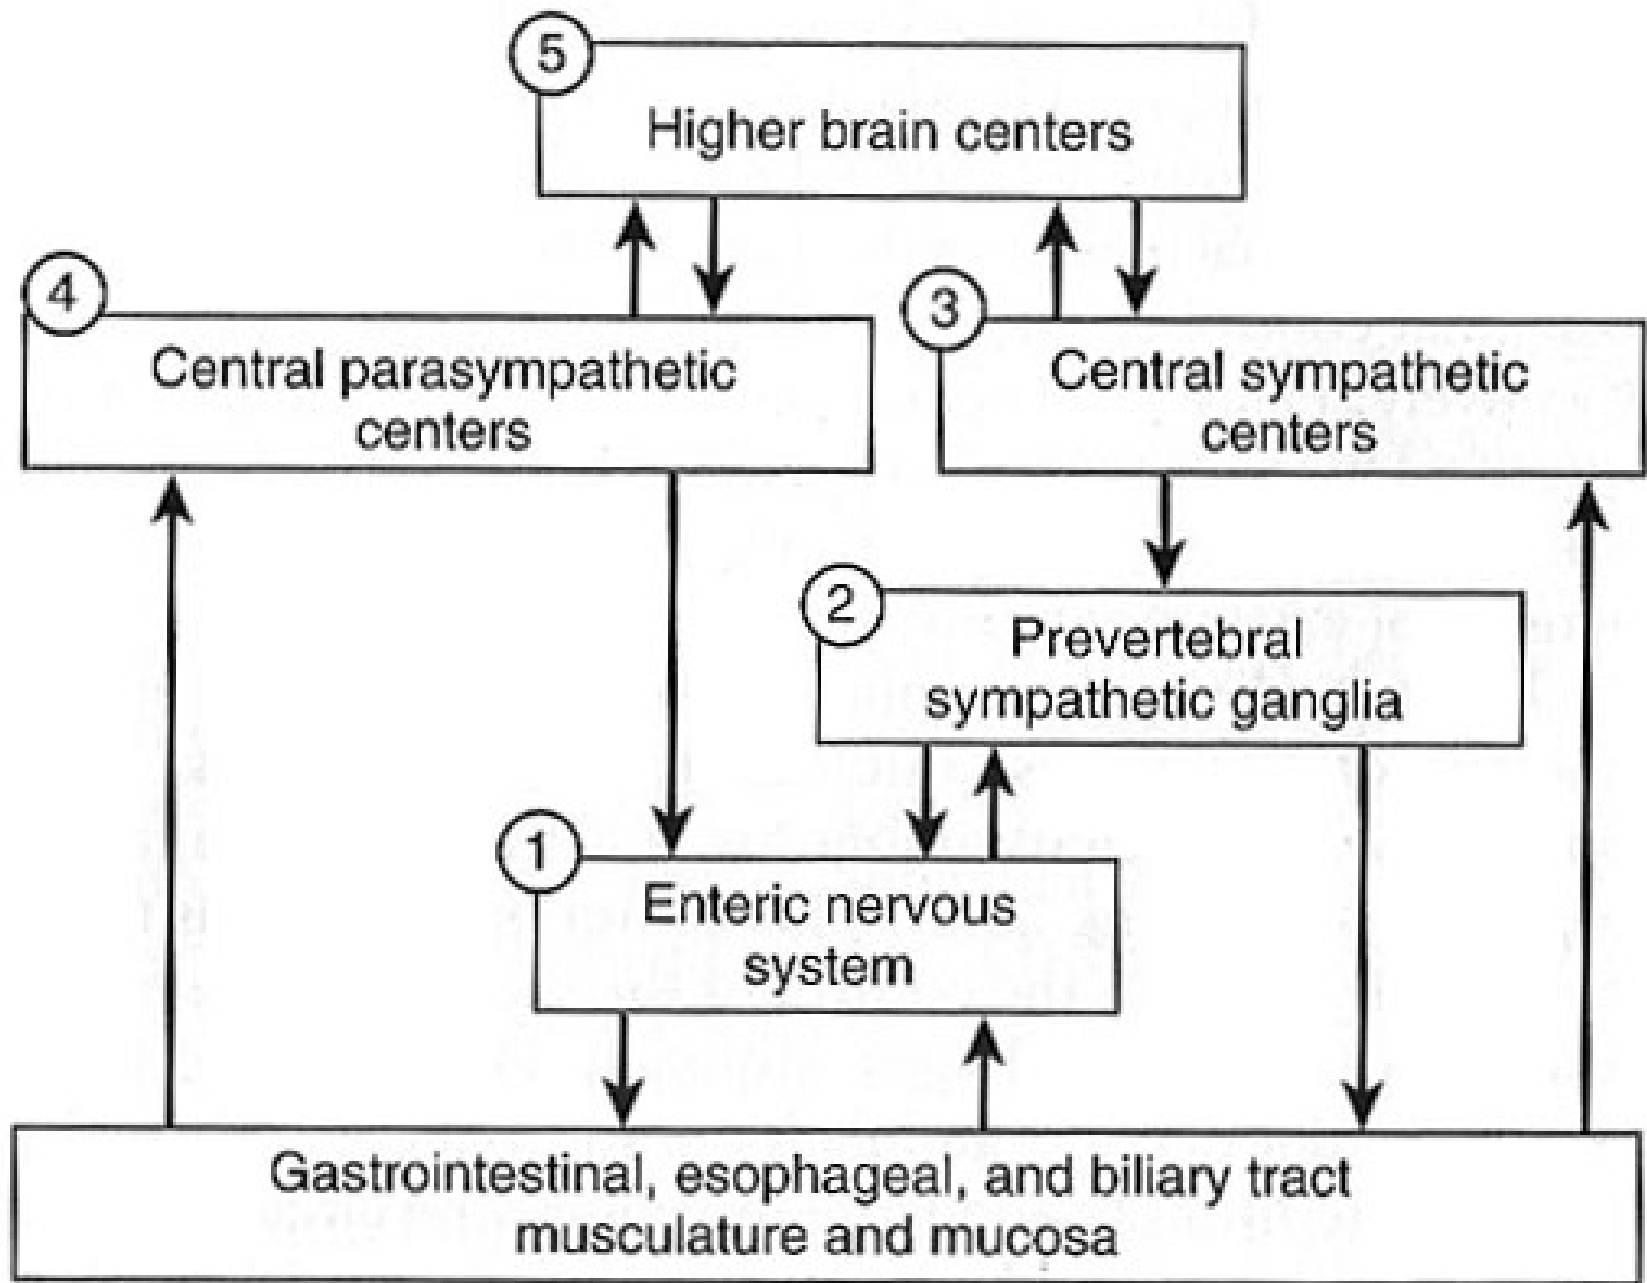 5
Higher brain centers
4
Central parasympathetic
centers
3
Central sympathetic
centers
2
Prevertebral
sympathetic ganglia
1
Enteric nervous
system
Gastrointestinal, esophageal, and biliary tract
musculature and mucosa